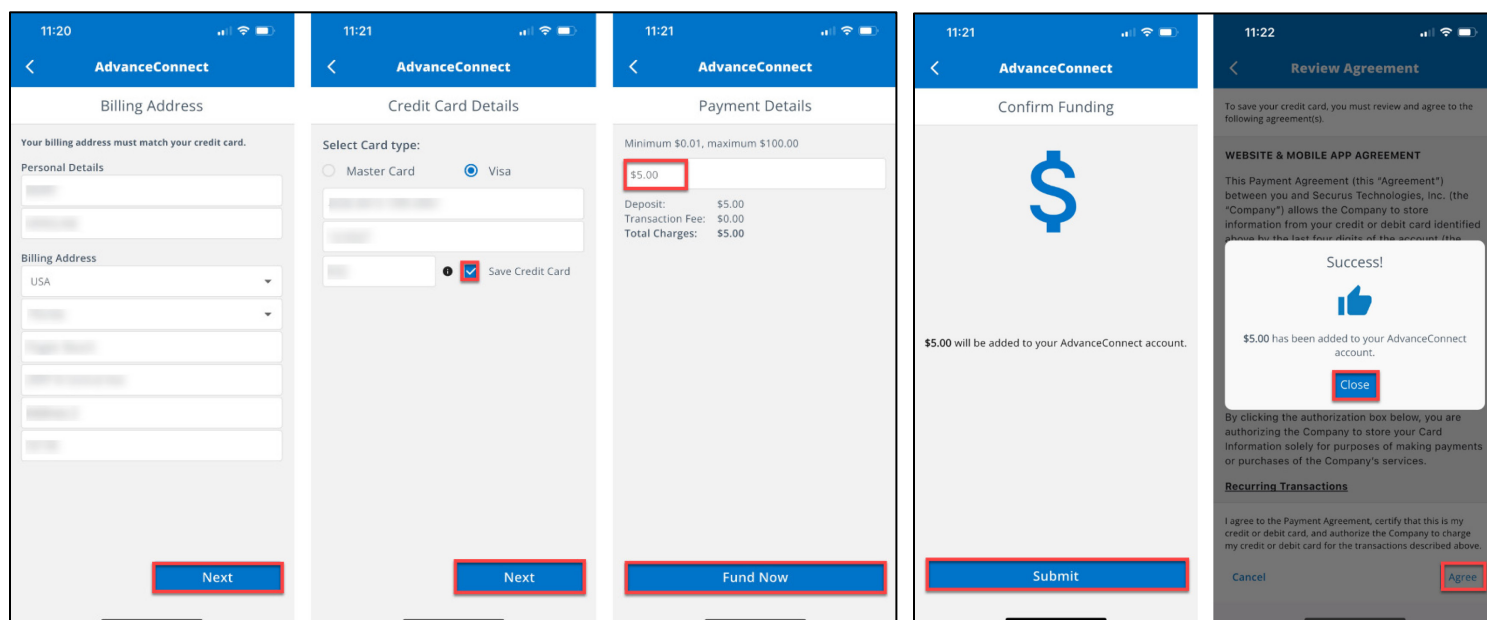 11:20
AdvanceConnect
Billing Address
Your billing address must match your credit card.
Personal Details
Billing Address
USA
Next
11:21
AdvanceConnect
Credit Card Details
Select Card type:
Master Card Visa
Save Credit Card
Next
11:21
AdvanceConnect
Payment Details
Minimum $0.01, maximum $100.00
$5.00
Deposit: $5.00
Transaction Fee: $0.00
Total Charges: $5.00
Fund Now
11:21
AdvanceConnect
Confirm Funding
$
$5.00 will be added to your AdvanceConnect account.
Submit
11:22
Review Agreement
To save your credit card, you must review and agree to the
following agreement(s).
WEBSITE & MOBILE APP AGREEMENT
This Payment Agreement (this “Agreement”)
between you and Securus Technologies, Inc. (the
“Company”) allows the Company to store
information from your credit or debit card identified
above by the last four digits of the account (the
Success!
$5.00 has been added to your AdvanceConnect
account.
Close
By clicking the authorization box below, you are
authorizing the Company to store your Card
Information solely for purposes of making payments
or purchases of the Company's services.
Recurring Transactions
I agree to the Payment Agreement, certify that this is my
credit or debit card, and authorize the Company to charge
my credit or debit card for the transactions described above.
Cancel Agree